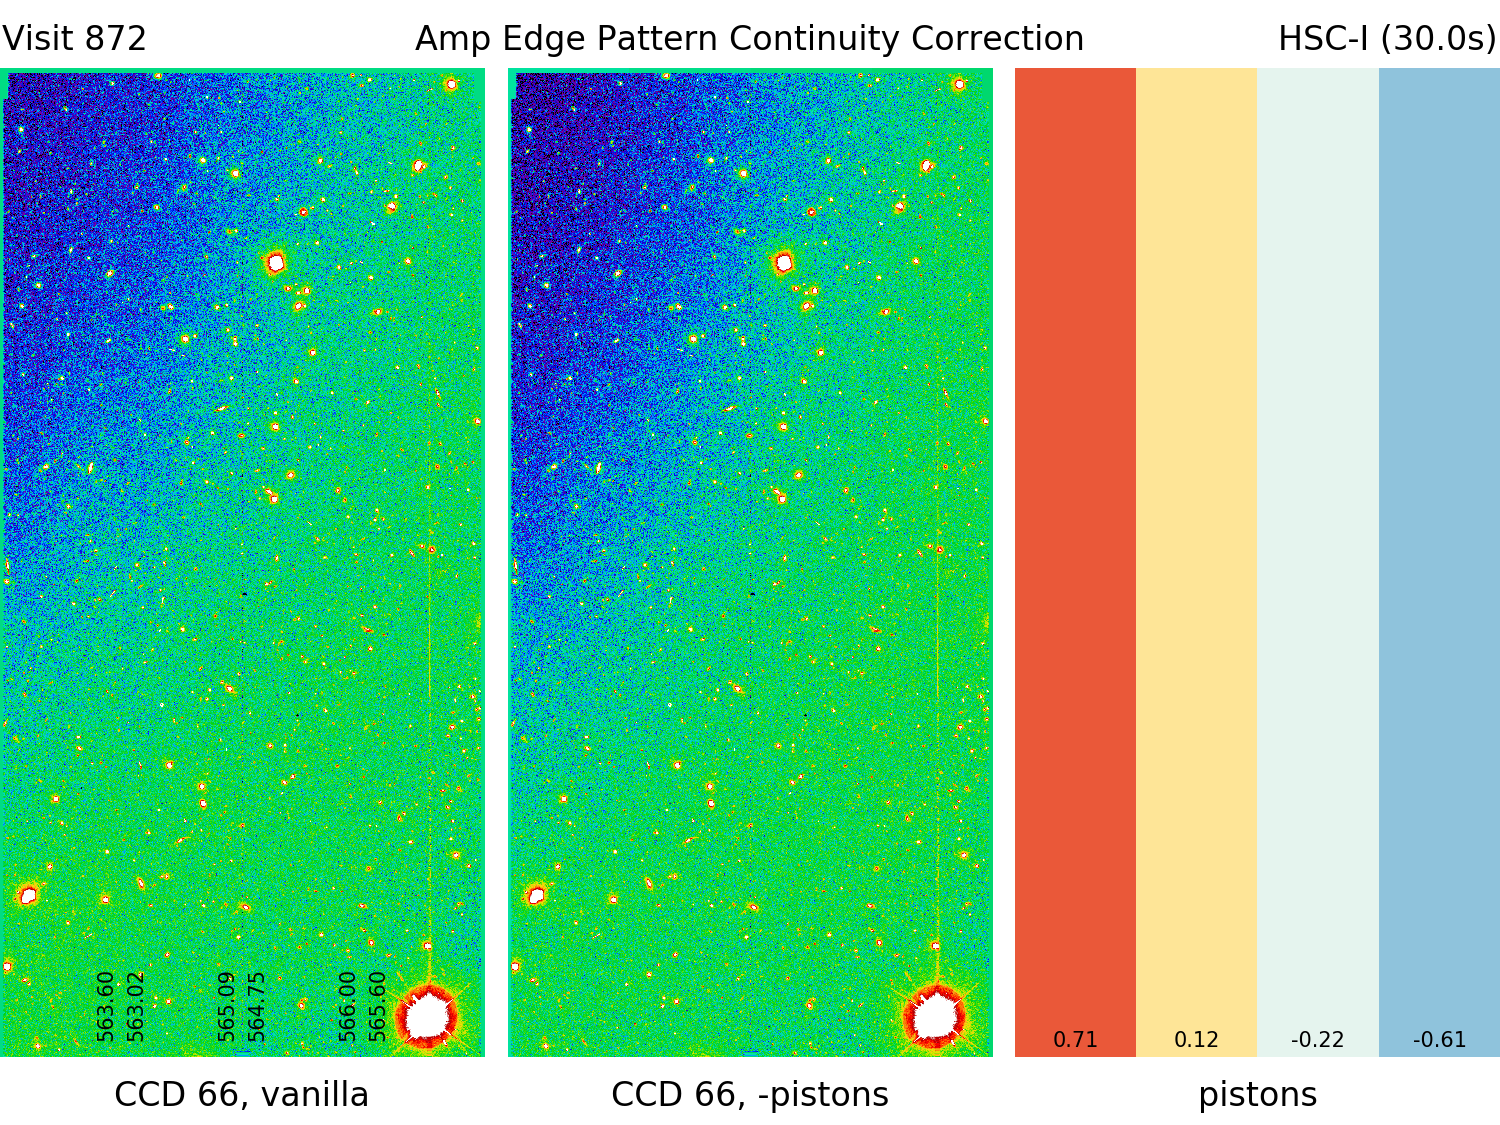 Visit 872
Amp Edge Pattern Continuity Correction
HSC-I (30.0s)
563.60
563.02
565.09
564.75
566.00
565.60
0.71
0.12
-0.22
-0.61
CCD 66, vanilla
CCD 66, -pistons
pistons